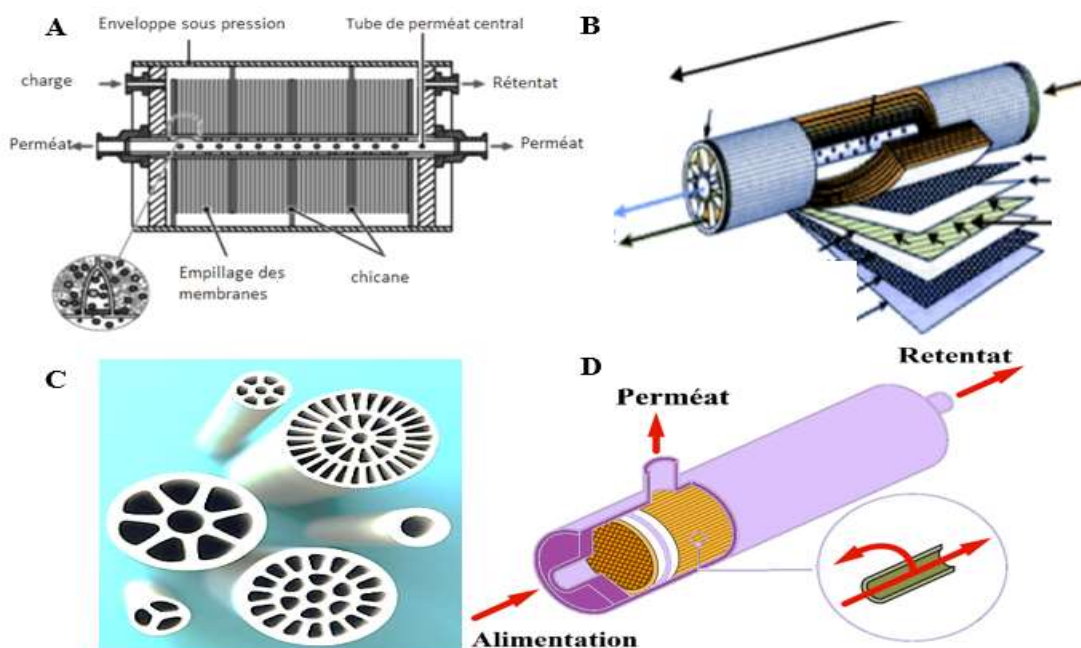 A
Enveloppe sous pression
Tube de perméat central
charge
Rétentat
Perméat
Perméat
Empillage des
membranes
chicane
B
C
D
Retentat
Perméat
Alimentation